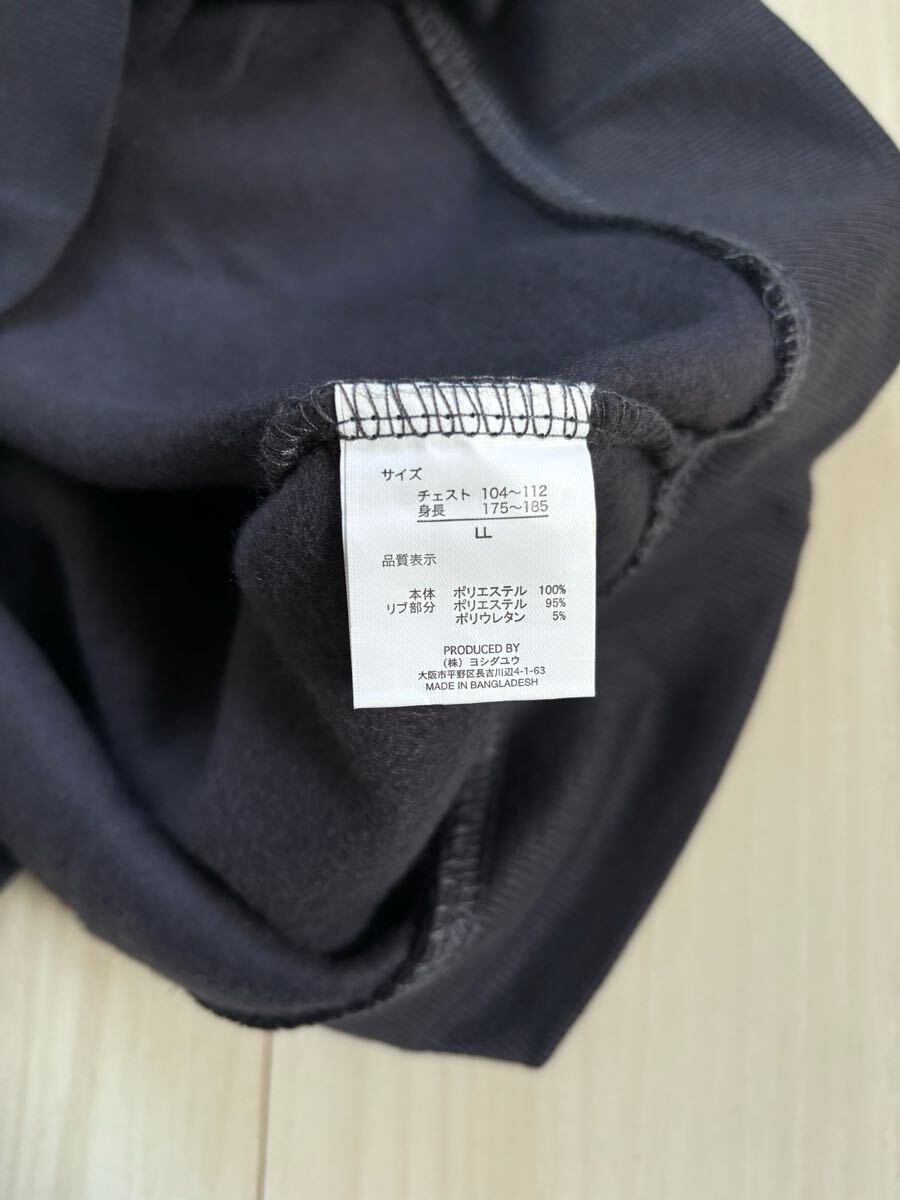 サイズ
チェスト 104〜112
身長 175〜185
LL
品質表示
本体 ポリエステル 100%
リブ部分 ポリエステル 95%
ポリウレタン 5%
PRODUCED BY
(株) ヨシダユウ
大阪市平野区長吉川辺4-1-63
MADE IN BANGLADESH